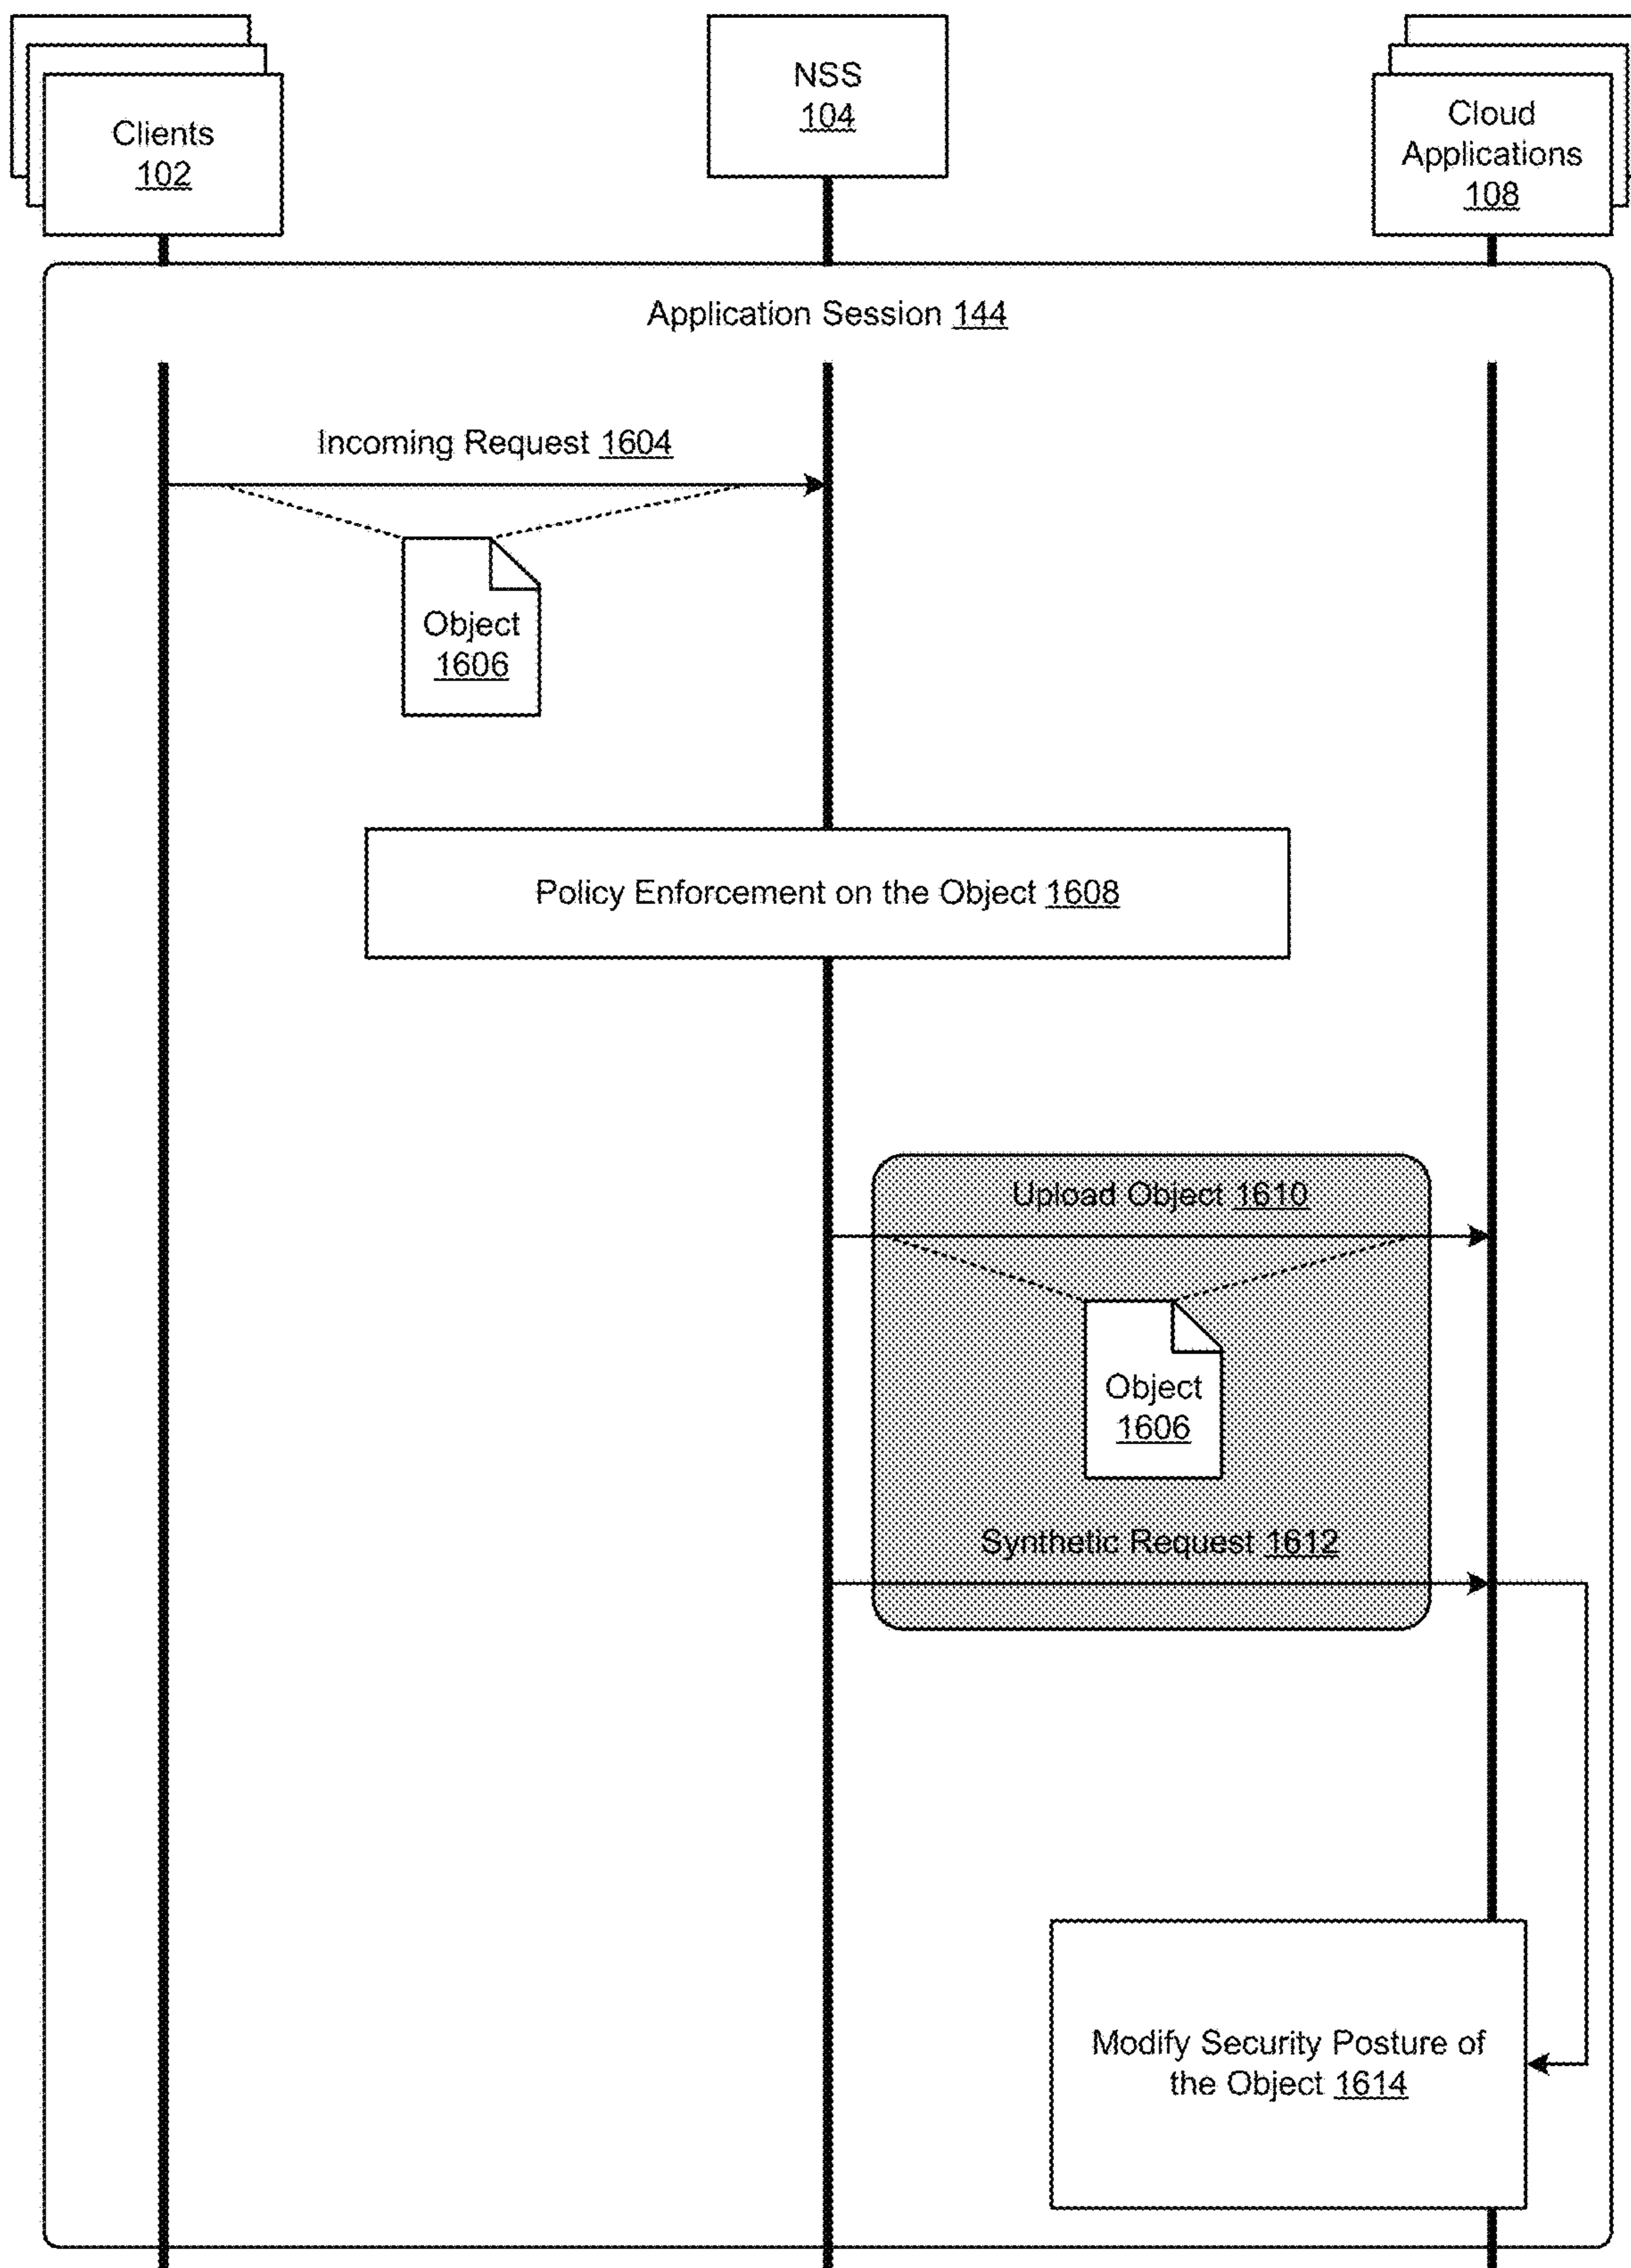 Clients
102
NSS
104
Cloud
Applications
108
Application Session 144
Incoming Request 1604
Object
1606
Policy Enforcement on the Object 1608
Upload Object 1610
Object
1606
Synthetic Request 1612
Modify Security Posture of
the Object 1614